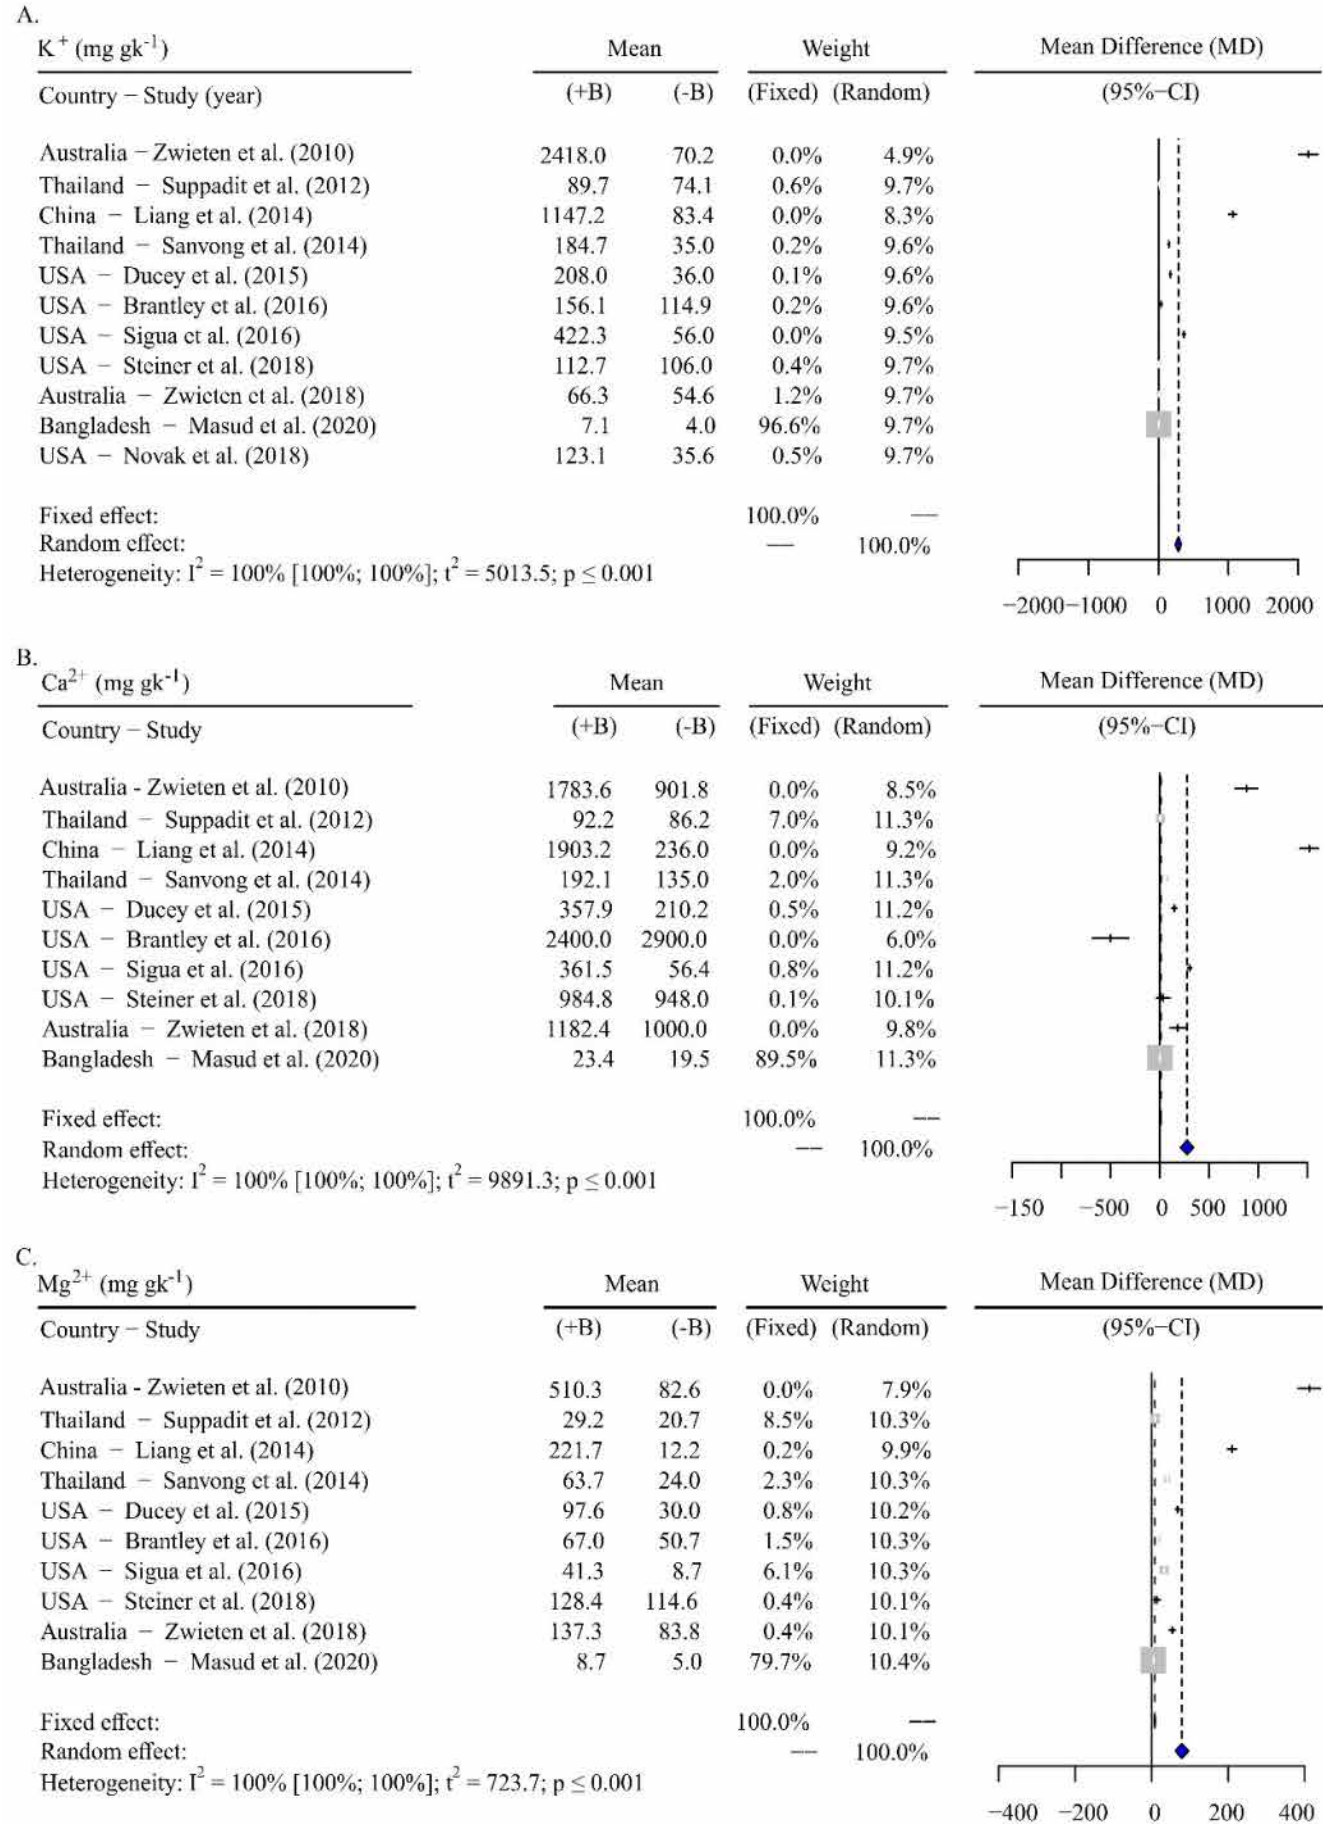 A.
K+ (mg gk-1) Mean Weight Mean Difference (MD)
Country − Study (year) (+B) (-B) (Fixed) (Random) (95%−CI)
Australia − Zwieten et al. (2010) 2418.0 70.2 0.0% 4.9%
Thailand − Suppadit et al. (2012) 89.7 74.1 0.6% 9.7%
China − Liang et al. (2014) 1147.2 83.4 0.0% 8.3%
Thailand − Sanvong et al. (2014) 184.7 35.0 0.2% 9.6%
USA − Ducey et al. (2015) 208.0 36.0 0.1% 9.6%
USA − Brantley et al. (2016) 156.1 114.9 0.2% 9.6%
USA − Sigua et al. (2016) 422.3 56.0 0.0% 9.5%
USA − Steiner et al. (2018) 112.7 106.0 0.4% 9.7%
Australia − Zwieten et al. (2018) 66.3 54.6 1.2% 9.7%
Bangladesh − Masud et al. (2020) 7.1 4.0 96.6% 9.7%
USA − Novak et al. (2018) 123.1 35.6 0.5% 9.7%
Fixed effect: 100.0% —
Random effect: — 100.0%
Heterogeneity: I2 = 100% [100%; 100%]; t2 = 5013.5; p ≤ 0.001
−2000 −1000 0 1000 2000
B.
Ca2+ (mg gk-1) Mean Weight Mean Difference (MD)
Country − Study (+B) (-B) (Fixed) (Random) (95%−CI)
Australia - Zwieten et al. (2010) 1783.6 901.8 0.0% 8.5%
Thailand − Suppadit et al. (2012) 92.2 86.2 7.0% 11.3%
China − Liang et al. (2014) 1903.2 236.0 0.0% 9.2%
Thailand − Sanvong et al. (2014) 192.1 135.0 2.0% 11.3%
USA − Ducey et al. (2015) 357.9 210.2 0.5% 11.2%
USA − Brantley et al. (2016) 2400.0 2900.0 0.0% 6.0%
USA − Sigua et al. (2016) 361.5 56.4 0.8% 11.2%
USA − Steiner et al. (2018) 984.8 948.0 0.1% 10.1%
Australia − Zwieten et al. (2018) 1182.4 1000.0 0.0% 9.8%
Bangladesh − Masud et al. (2020) 23.4 19.5 89.5% 11.3%
Fixed effect: 100.0% —
Random effect: — 100.0%
Heterogeneity: I2 = 100% [100%; 100%]; t2 = 9891.3; p ≤ 0.001
−150 −500 0 500 1000
C.
Mg2+ (mg gk-1) Mean Weight Mean Difference (MD)
Country − Study (+B) (-B) (Fixed) (Random) (95%−CI)
Australia - Zwieten et al. (2010) 510.3 82.6 0.0% 7.9%
Thailand − Suppadit et al. (2012) 29.2 20.7 8.5% 10.3%
China − Liang et al. (2014) 221.7 12.2 0.2% 9.9%
Thailand − Sanvong et al. (2014) 63.7 24.0 2.3% 10.3%
USA − Ducey et al. (2015) 97.6 30.0 0.8% 10.2%
USA − Brantley et al. (2016) 67.0 50.7 1.5% 10.3%
USA − Sigua et al. (2016) 41.3 8.7 6.1% 10.3%
USA − Steiner et al. (2018) 128.4 114.6 0.4% 10.1%
Australia − Zwieten et al. (2018) 137.3 83.8 0.4% 10.1%
Bangladesh − Masud et al. (2020) 8.7 5.0 79.7% 10.4%
Fixed effect: 100.0% —
Random effect: — 100.0%
Heterogeneity: I2 = 100% [100%; 100%]; t2 = 723.7; p ≤ 0.001
−400 −200 0 200 400